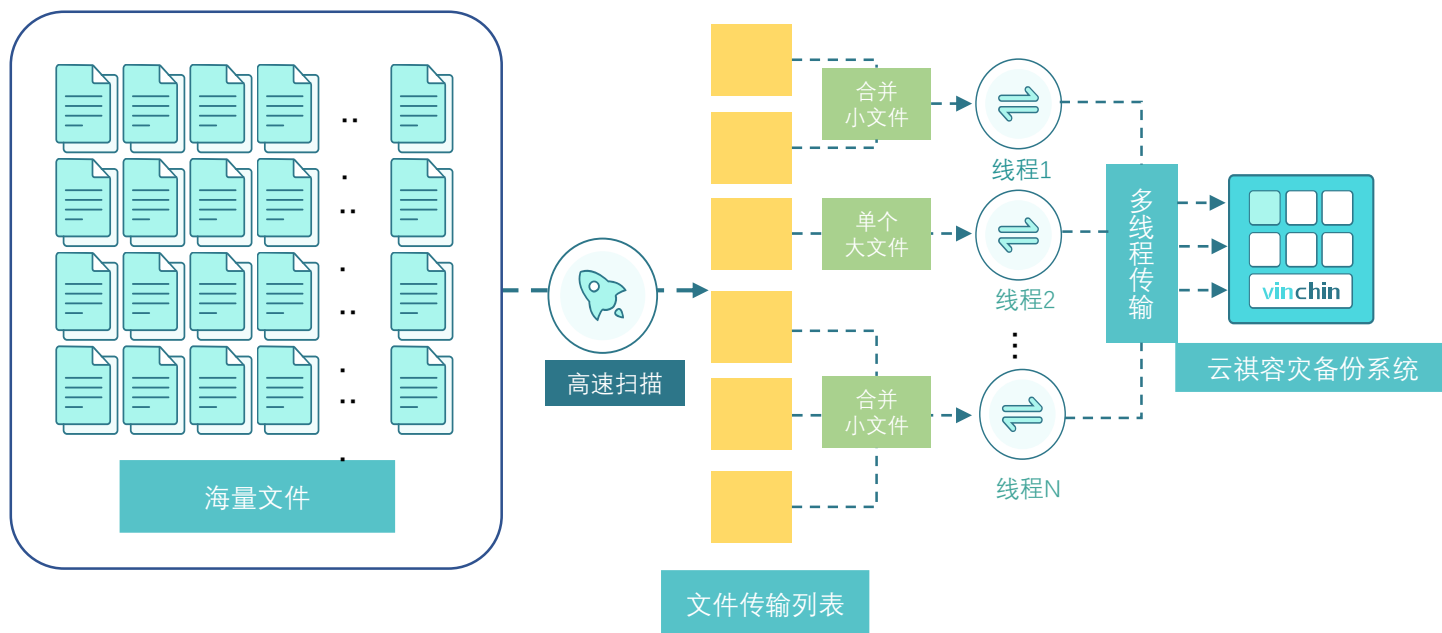 海量文件
高速扫描
文件传输列表
合并
小文件
单个
大文件
合并
小文件
线程1
线程2
线程N
多线程传输
vinchin
云祺容灾备份系统